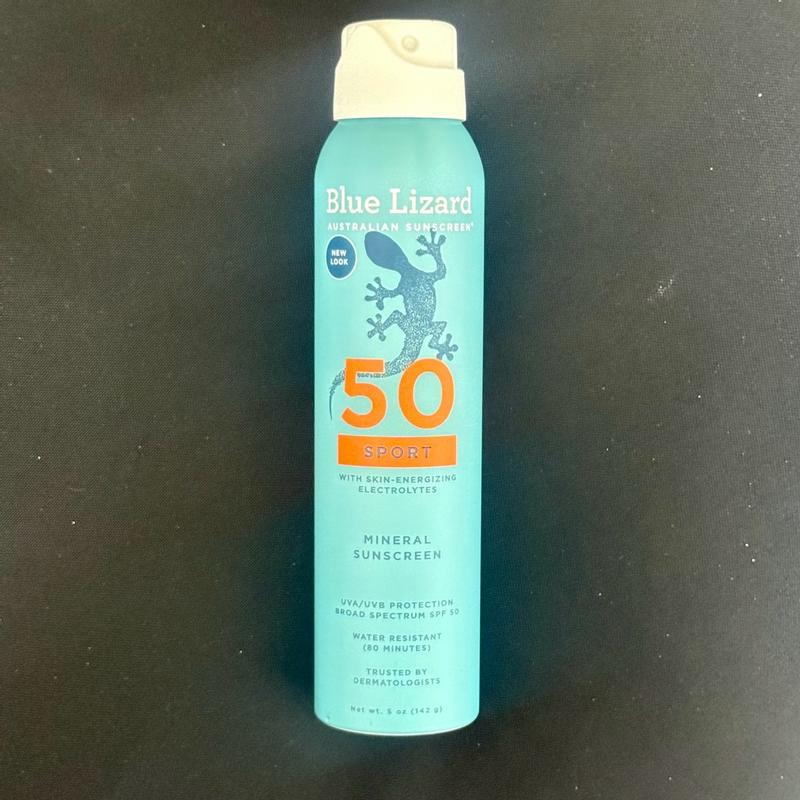 Blue Lizard
AUSTRALIAN SUNSCREEN®
NEW
LOOK
50
SPORT
WITH SKIN-ENERGIZING
ELECTROLYTES
MINERAL
SUNSCREEN
UVA/UVB PROTECTION
BROAD SPECTRUM SPF 50
WATER RESISTANT
(80 MINUTES)
TRUSTED BY
DERMATOLOGISTS
Net wt. 5 oz (142 g)